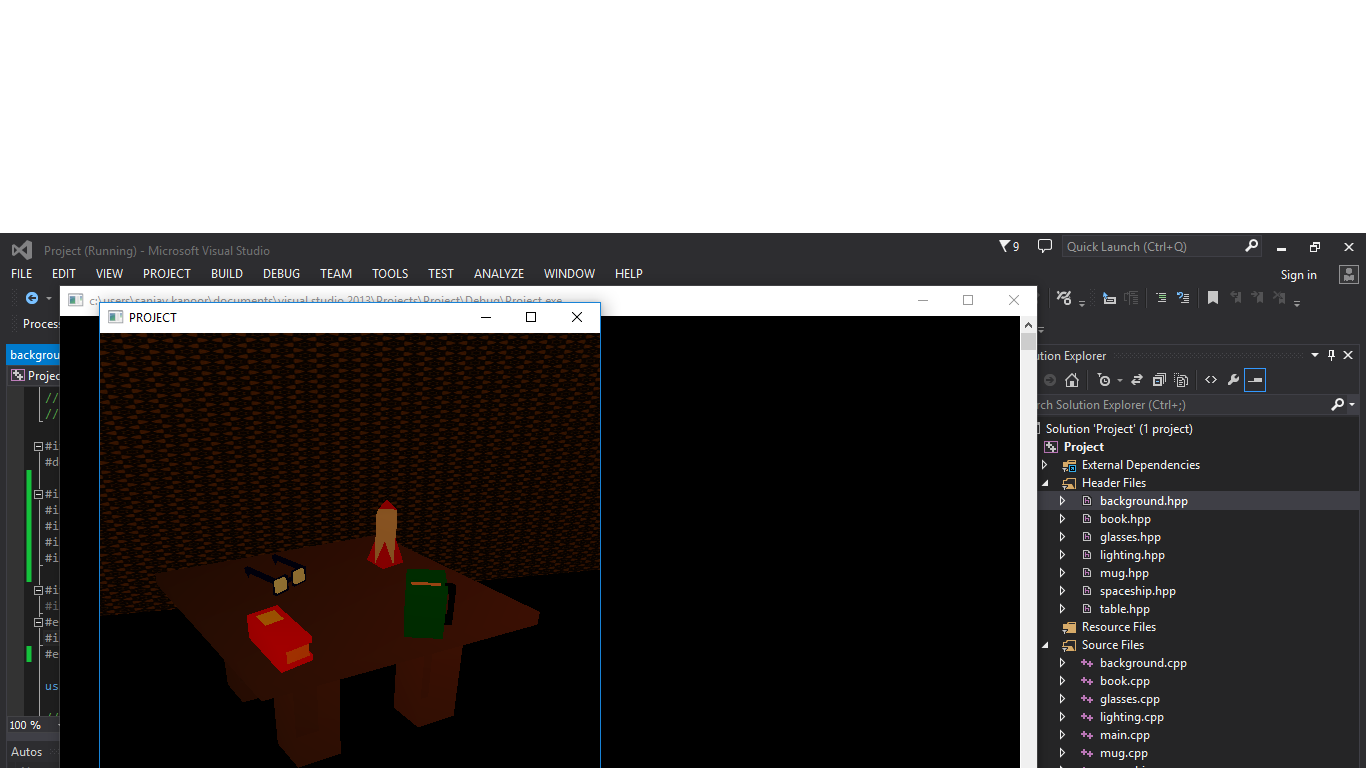 Project (Running) - Microsoft Visual Studio
9
Quick Launch (Ctrl+Q)
FILE EDIT VIEW PROJECT BUILD DEBUG TEAM TOOLS TEST ANALYZE WINDOW HELP
Sign in
c:\users\sanjay kapoor\documents\visual studio 2013\Projects\Project\Debug\Project.exe
PROJECT
Proces
backgrou
Projec
//
//
#i
#d
#i
#i
#i
#i
#i
#i
#i
#e
#i
#e
us
100 %
Autos
ution Explorer
rch Solution Explorer (Ctrl+;)
Solution 'Project' (1 project)
Project
External Dependencies
Header Files
background.hpp
book.hpp
glasses.hpp
lighting.hpp
mug.hpp
spaceship.hpp
table.hpp
Resource Files
Source Files
background.cpp
book.cpp
glasses.cpp
lighting.cpp
main.cpp
mug.cpp